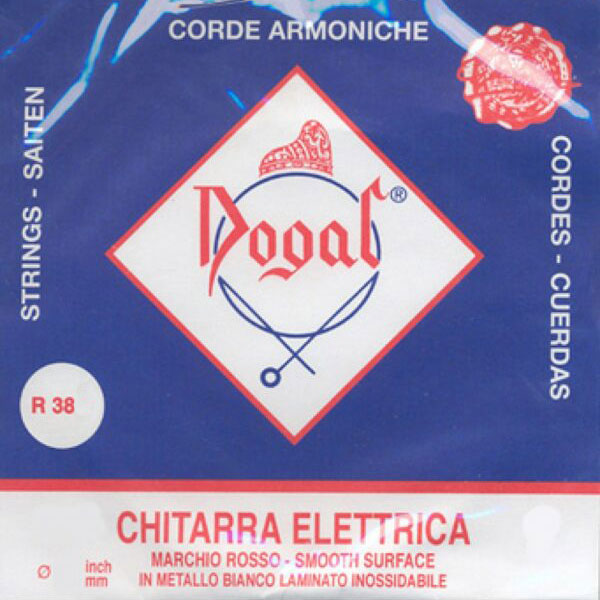 CORDE ARMONICHE
STRINGS - SAITEN
CORDES - CUERDAS
Dogal®
R 38
CHITARRA ELETTRICA
MARCHIO ROSSO - SMOOTH SURFACE
IN METALLO BIANCO LAMINATO INOSSIDABILE
Ø inch
mm